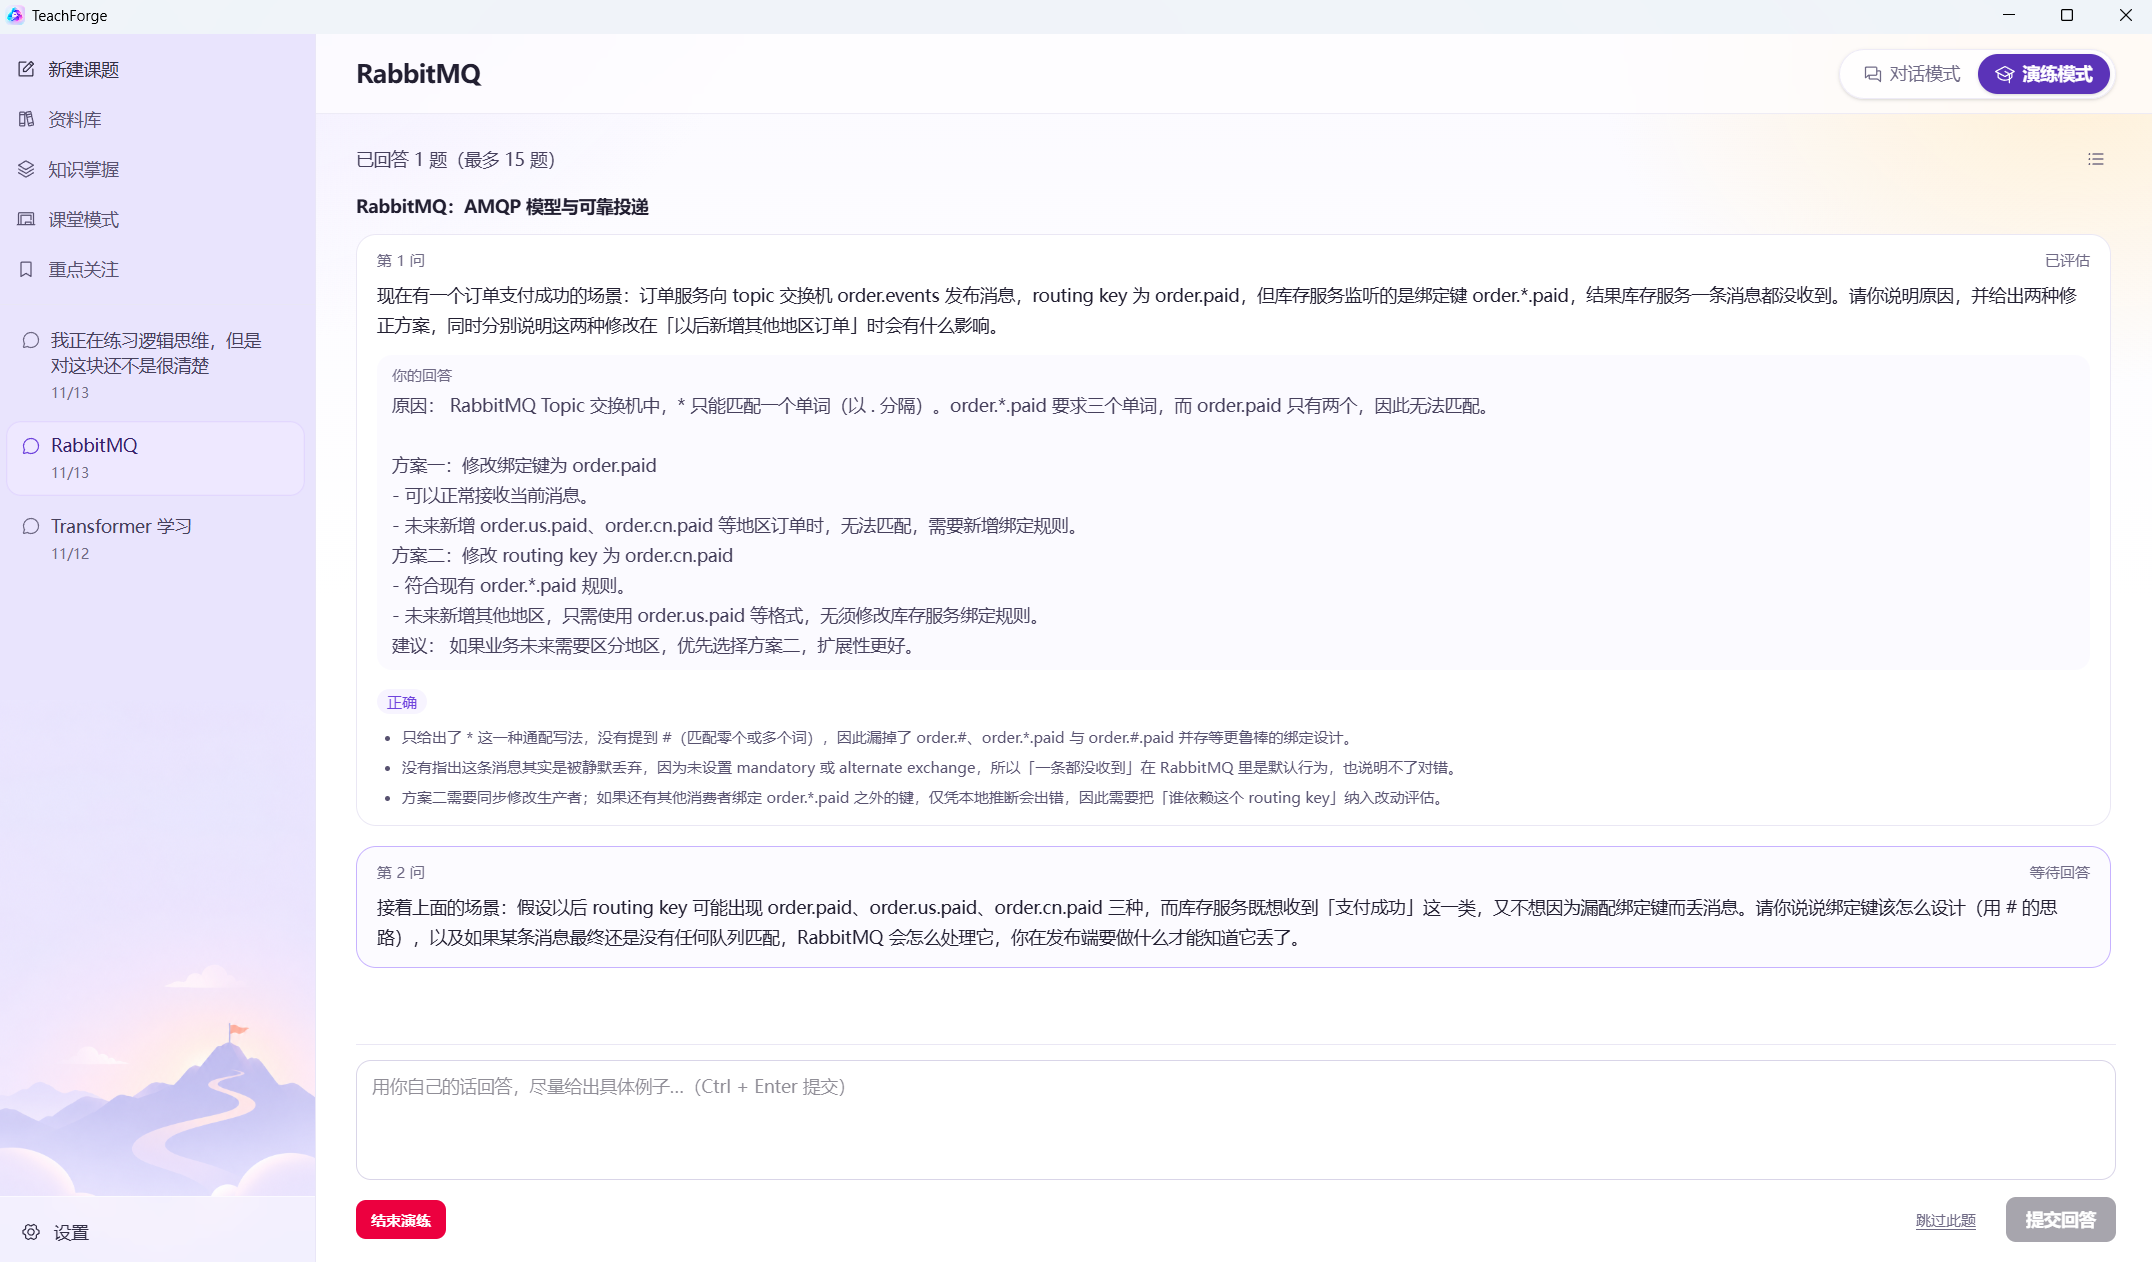 TeachForge
新建课题
资料库
知识掌握
课堂模式
重点关注
我正在练习逻辑思维，但是
对这块还不是很清楚
11/13
RabbitMQ
11/13
Transformer 学习
11/12
设置
RabbitMQ
对话模式
演练模式
已回答 1 题（最多 15 题）
RabbitMQ：AMQP 模型与可靠投递
第 1 问
已评估
现在有一个订单支付成功的场景：订单服务向 topic 交换机 order.events 发布消息，routing key 为 order.paid，但库存服务监听的是绑定键 order.*.paid，结果库存服务一条消息都没收到。请你说明原因，并给出两种修
正方案，同时分别说明这两种修改在「以后新增其他地区订单」时会有什么影响。
你的回答
原因： RabbitMQ Topic 交换机中，* 只能匹配一个单词（以 . 分隔）。order.*.paid 要求三个单词，而 order.paid 只有两个，因此无法匹配。
方案一：修改绑定键为 order.paid
- 可以正常接收当前消息。
- 未来新增 order.us.paid、order.cn.paid 等地区订单时，无法匹配，需要新增绑定规则。
方案二：修改 routing key 为 order.cn.paid
- 符合现有 order.*.paid 规则。
- 未来新增其他地区，只需使用 order.us.paid 等格式，无须修改库存服务绑定规则。
建议： 如果业务未来需要区分地区，优先选择方案二，扩展性更好。
正确
• 只给出了 * 这一种通配写法，没有提到 #（匹配零个或多个词），因此漏掉了 order.#、order.*.paid 与 order.#.paid 并存等更鲁棒的绑定设计。
• 没有指出这条消息其实是被静默丢弃，因为未设置 mandatory 或 alternate exchange，所以「一条都没收到」在 RabbitMQ 里是默认行为，也说明不了对错。
• 方案二需要同步修改生产者；如果还有其他消费者绑定 order.*.paid 之外的键，仅凭本地推断会出错，因此需要把「谁依赖这个 routing key」纳入改动评估。
第 2 问
等待回答
接着上面的场景：假设以后 routing key 可能出现 order.paid、order.us.paid、order.cn.paid 三种，而库存服务既想收到「支付成功」这一类，又不想因为漏配绑定键而丢消息。请你说说绑定键该怎么设计（用 # 的思
路），以及如果某条消息最终还是没有任何队列匹配，RabbitMQ 会怎么处理它，你在发布端要做什么才能知道它丢了。
用你自己的话回答，尽量给出具体例子...（Ctrl + Enter 提交）
结束演练
跳过此题
提交回答